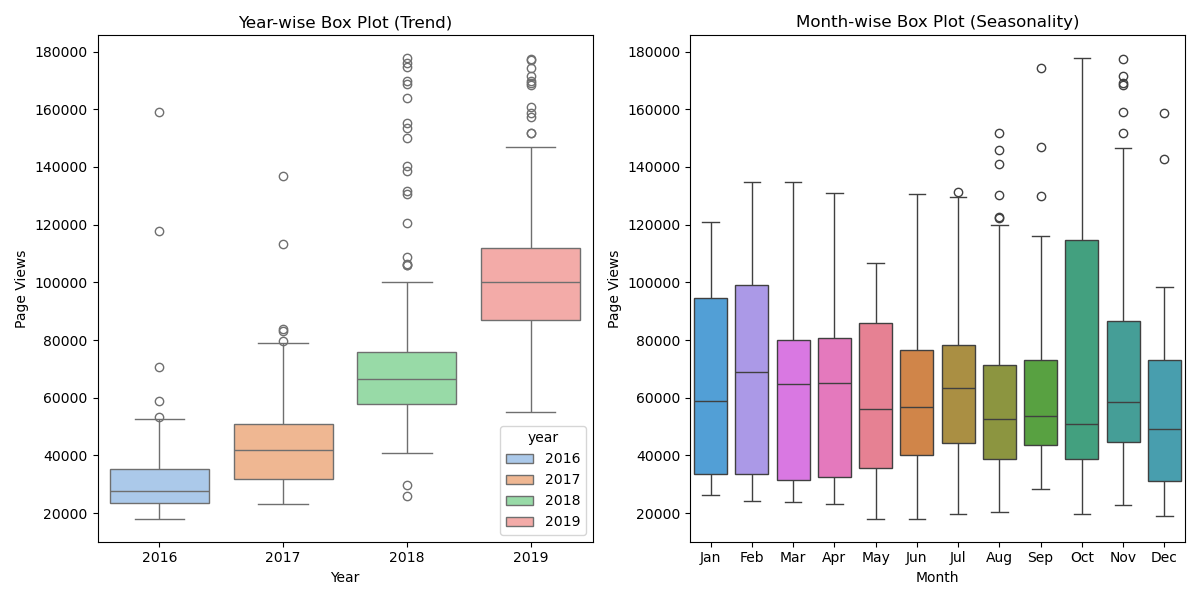 Year-wise Box Plot (Trend)
180000
160000
140000
120000
100000
80000
60000
40000
20000
Page Views
2016
2017
2018
2019
Year
year
2016
2017
2018
2019
Month-wise Box Plot (Seasonality)
180000
160000
140000
120000
100000
80000
60000
40000
20000
Page Views
Jan
Feb
Mar
Apr
May
Jun
Jul
Aug
Sep
Oct
Nov
Dec
Month